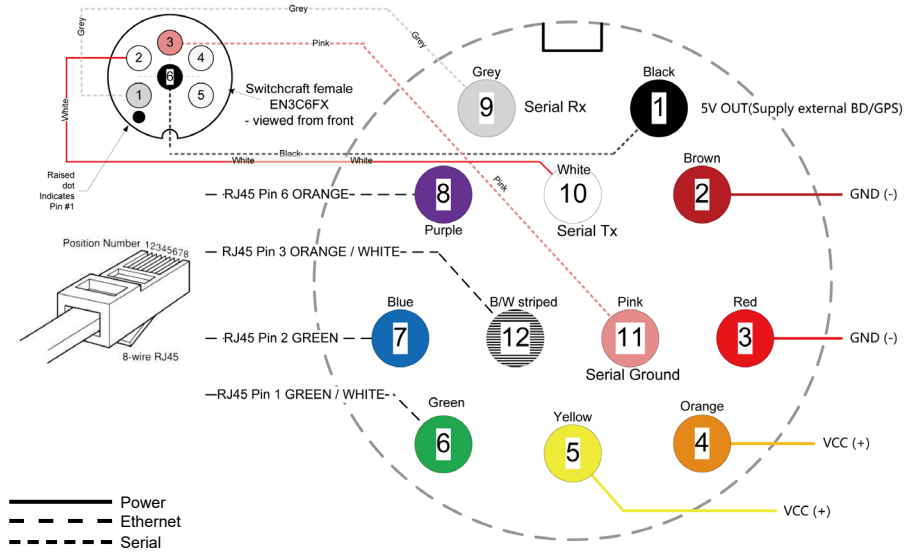 Grey
Grey
Grey
3
Pink
2
4
6
1
5
Switchcraft female
EN3C6FX
- viewed from front
White
Raised
dot
Indicates
Pin #1
Black
White
White
Pink
Grey
9
Serial Rx
Black
1
5V OUT(Supply external BD/GPS)
RJ45 Pin 6 ORANGE
8
Purple
White
10
Serial Tx
Brown
2
GND (-)
RJ45 Pin 3 ORANGE / WHITE
Position Number 12345678
8-wire RJ45
RJ45 Pin 2 GREEN
Blue
7
B/W striped
12
Pink
11
Serial Ground
Red
3
GND (-)
RJ45 Pin 1 GREEN / WHITE
Green
6
Yellow
5
Orange
4
VCC (+)
VCC (+)
Power
Ethernet
Serial